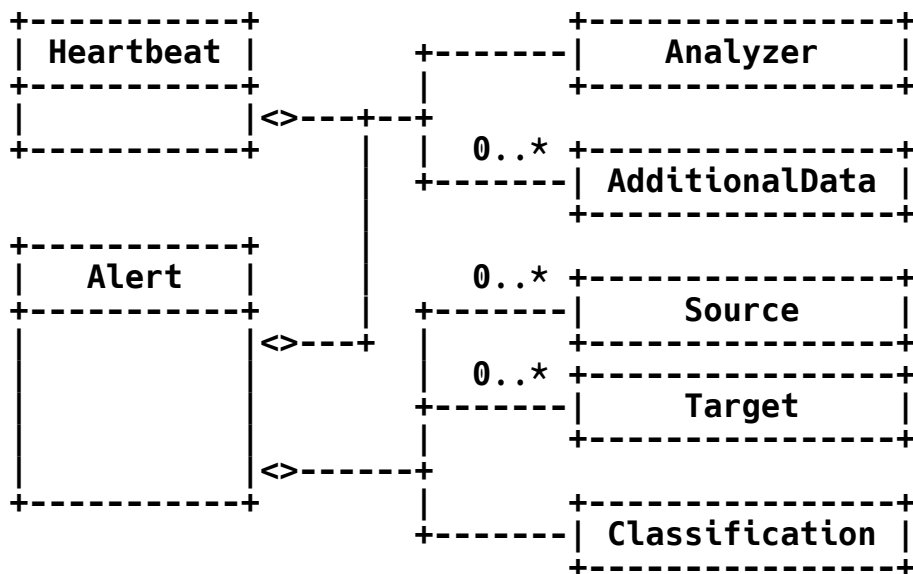 Heartbeat
Analyzer
0..*
AdditionalData
Alert
0..*
Source
0..*
Target
Classification